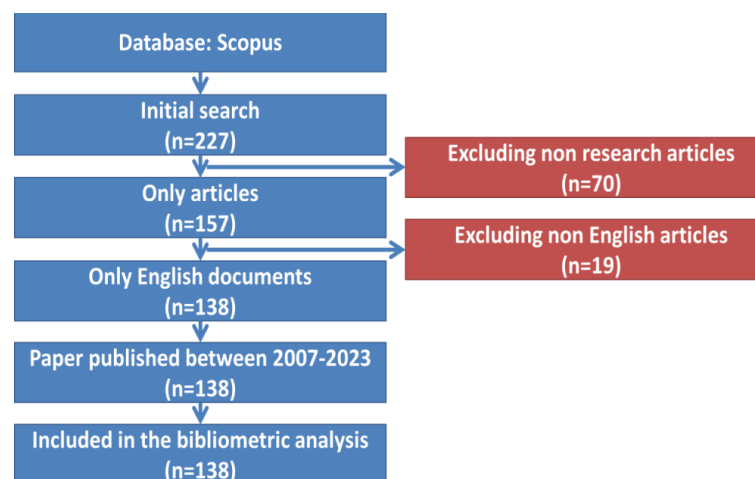 Database: Scopus
Initial search
(n=227)
Excluding non research articles
(n=70)
Only articles
(n=157)
Excluding non English articles
(n=19)
Only English documents
(n=138)
Paper published between 2007-2023
(n=138)
Included in the bibliometric analysis
(n=138)